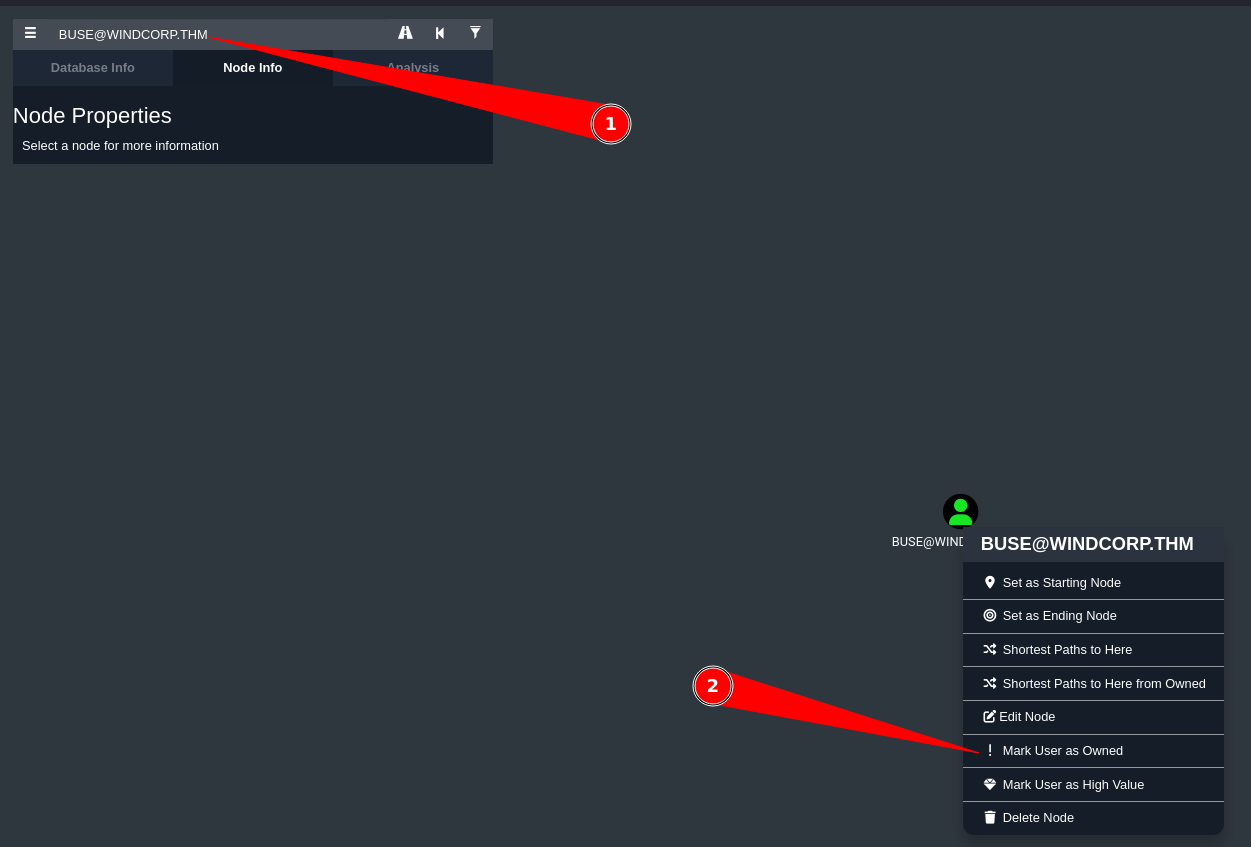 BUSE@WINDCORP.THM
Database Info
Node Info
Analysis
Node Properties
Select a node for more information
1
BUSE@WIND
BUSE@WINDCORP.THM
Set as Starting Node
Set as Ending Node
Shortest Paths to Here
Shortest Paths to Here from Owned
Edit Node
2
Mark User as Owned
Mark User as High Value
Delete Node